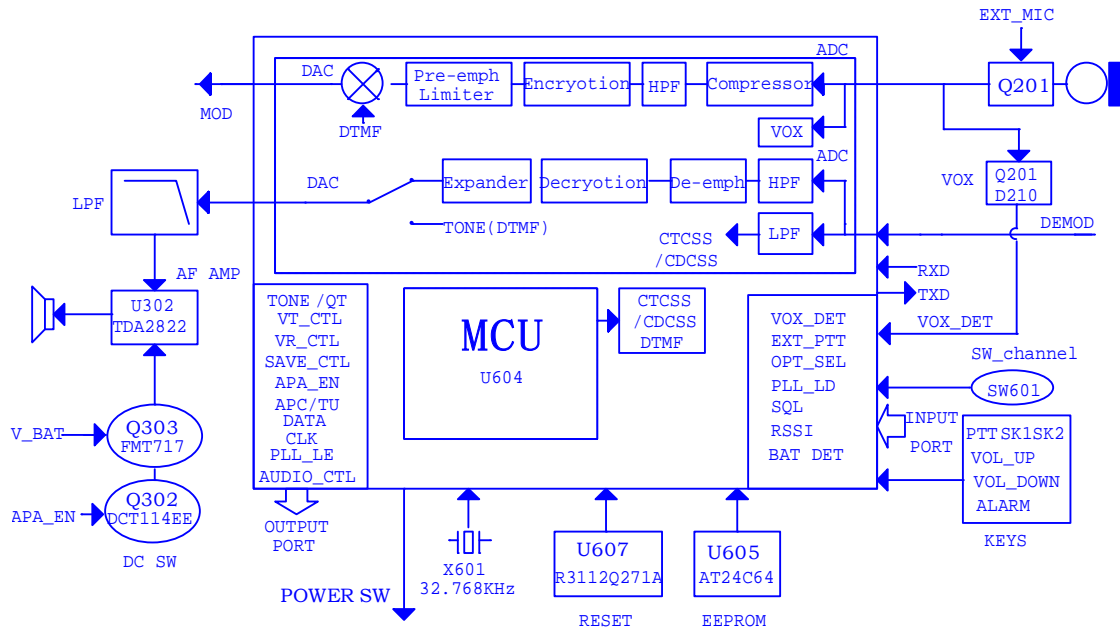 EXT_MIC
ADC
DAC
Pre-emph
Limiter
Encryotion
HPF
Compressor
Q201
MOD
DTMF
VOX
ADC
DAC
Expander
Decryotion
De-emph
HPF
VOX
Q201
D210
LPF
TONE(DTMF)
CTCSS
/CDCSS
LPF
DEMOD
AF AMP
RXD
TXD
U302
TDA2822
TONE /QT
VT_CTL
VR_CTL
SAVE_CTL
APA_EN
APC/TU
DATA
CLK
PLL_LE
AUDIO_CTL
MCU
U604
CTCSS
/CDCSS
DTMF
VOX_DET
EXT_PTT
OPT_SEL
PLL_LD
SQL
RSSI
BAT DET
VOX_DET
SW_channel
SW601
INPUT
PORT
PTTSK1SK2
VOL_UP
VOL_DOWN
ALARM
KEYS
V_BAT
Q303
FMT717
Q302
DCT114EE
APA_EN
DC SW
OUTPUT
PORT
POWER SW
X601
32.768KHz
U607
R3112Q271A
RESET
U605
AT24C64
EEPROM